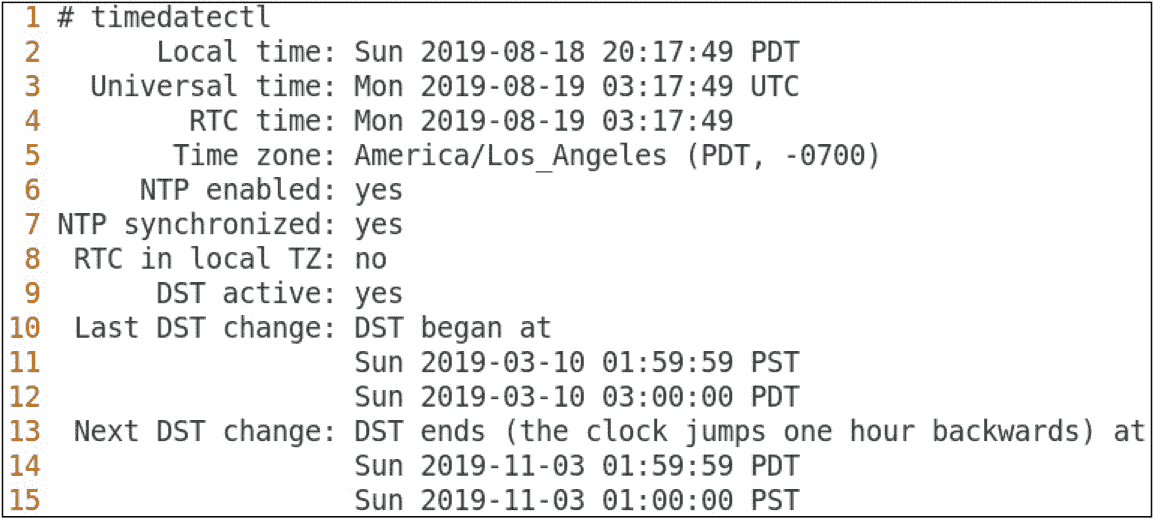 1 # timedatectl
2       Local time: Sun 2019-08-18 20:17:49 PDT
3   Universal time: Mon 2019-08-19 03:17:49 UTC
4         RTC time: Mon 2019-08-19 03:17:49
5        Time zone: America/Los_Angeles (PDT, -0700)
6      NTP enabled: yes
7 NTP synchronized: yes
8  RTC in local TZ: no
9       DST active: yes
10  Last DST change: DST began at
11                   Sun 2019-03-10 01:59:59 PST
12                   Sun 2019-03-10 03:00:00 PDT
13  Next DST change: DST ends (the clock jumps one hour backwards) at
14                   Sun 2019-11-03 01:59:59 PDT
15                   Sun 2019-11-03 01:00:00 PST